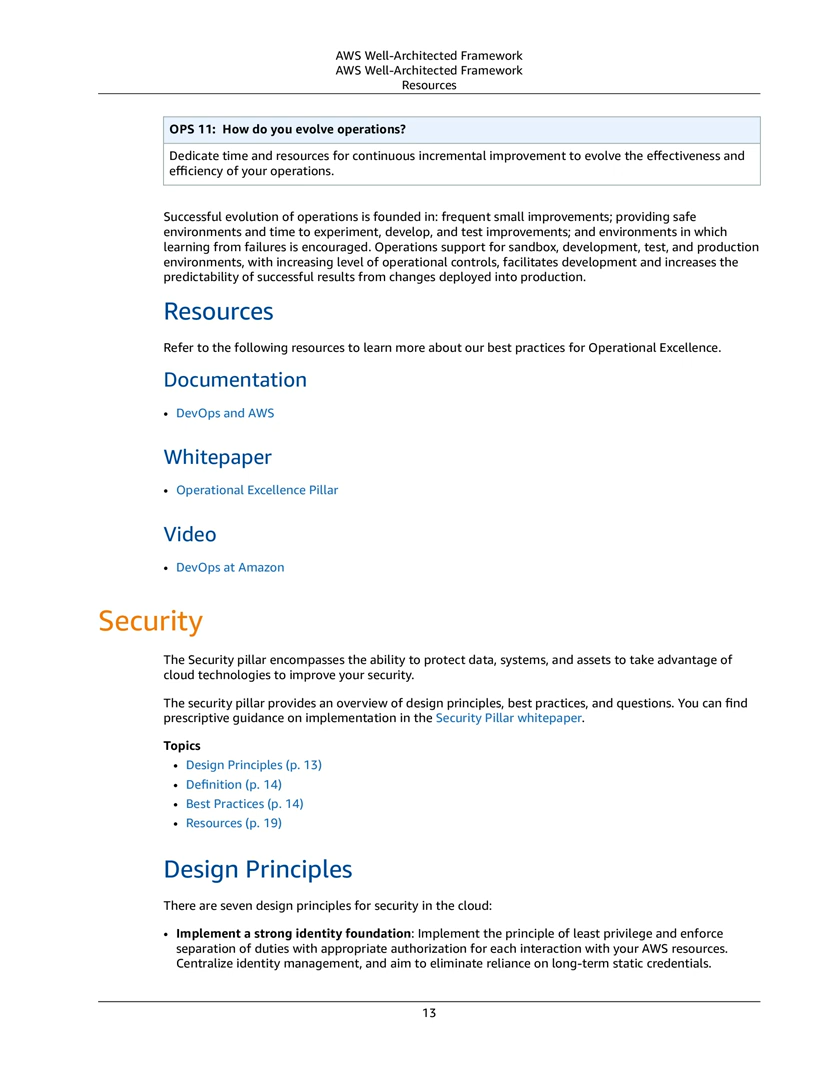 AWS Well-Architected Framework
AWS Well-Architected Framework
Resources
OPS 11: How do you evolve operations?
Dedicate time and resources for continuous incremental improvement to evolve the effectiveness and
efficiency of your operations.
Successful evolution of operations is founded in: frequent small improvements; providing safe
environments and time to experiment, develop, and test improvements; and environments in which
learning from failures is encouraged. Operations support for sandbox, development, test, and production
environments, with increasing level of operational controls, facilitates development and increases the
predictability of successful results from changes deployed into production.
Resources
Refer to the following resources to learn more about our best practices for Operational Excellence.
Documentation
• DevOps and AWS
Whitepaper
• Operational Excellence Pillar
Video
• DevOps at Amazon
Security
The Security pillar encompasses the ability to protect data, systems, and assets to take advantage of
cloud technologies to improve your security.
The security pillar provides an overview of design principles, best practices, and questions. You can find
prescriptive guidance on implementation in the Security Pillar whitepaper.
Topics
• Design Principles (p. 13)
• Definition (p. 14)
• Best Practices (p. 14)
• Resources (p. 19)
Design Principles
There are seven design principles for security in the cloud:
• Implement a strong identity foundation: Implement the principle of least privilege and enforce
separation of duties with appropriate authorization for each interaction with your AWS resources.
Centralize identity management, and aim to eliminate reliance on long-term static credentials.
13